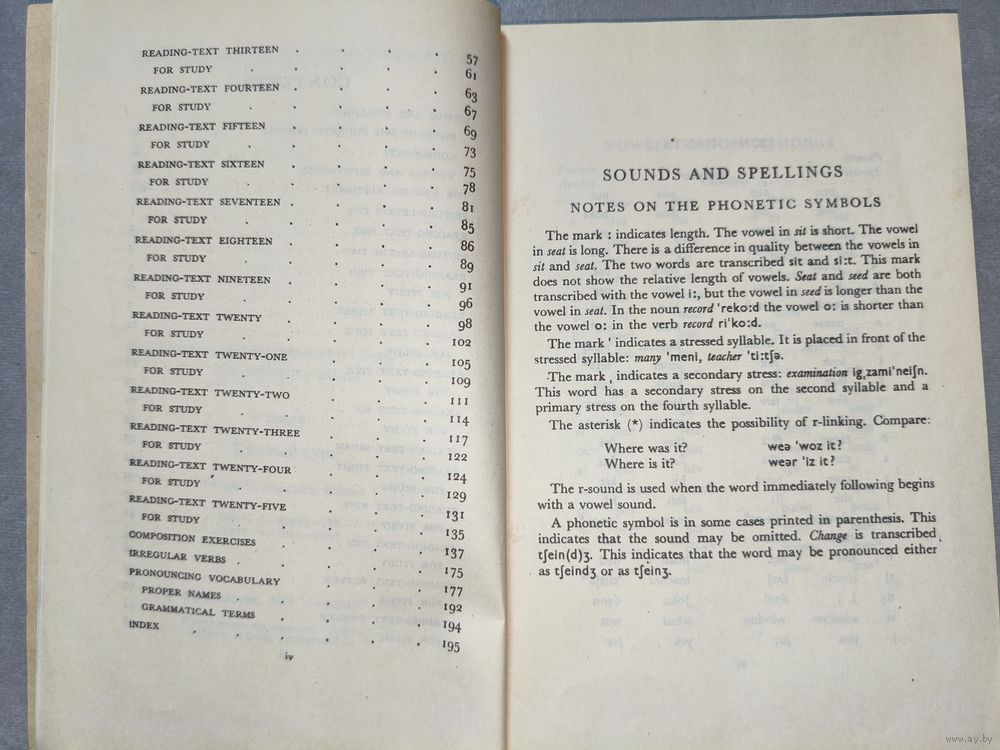 READING-TEXT THIRTEEN . . . . . 57
FOR STUDY . . . . . 61
READING-TEXT FOURTEEN . . . . . 63
FOR STUDY . . . . . 67
READING-TEXT FIFTEEN . . . . . 69
FOR STUDY . . . . . 73
READING-TEXT SIXTEEN . . . . . 75
FOR STUDY . . . . . 78
READING-TEXT SEVENTEEN . . . . . 81
FOR STUDY . . . . . 85
READING-TEXT EIGHTEEN . . . . . 86
FOR STUDY . . . . . 89
READING-TEXT NINETEEN . . . . . 91
FOR STUDY . . . . . 96
READING-TEXT TWENTY . . . . . 98
FOR STUDY . . . . . 102
READING-TEXT TWENTY-ONE . . . . 105
FOR STUDY . . . . . 109
READING-TEXT TWENTY-TWO . . . . 111
FOR STUDY . . . . . 114
READING-TEXT TWENTY-THREE . . . . 117
FOR STUDY . . . . . 122
READING-TEXT TWENTY-FOUR . . . . 124
FOR STUDY . . . . . 129
READING-TEXT TWENTY-FIVE . . . . 131
FOR STUDY . . . . . 135
COMPOSITION EXERCISES . . . . 137
IRREGULAR VERBS . . . . . 175
PRONOUNCING VOCABULARY . . . . 177
PROPER NAMES . . . . . 192
GRAMMATICAL TERMS . . . . 194
INDEX . . . . . 195
iv
SOUNDS AND SPELLINGS
NOTES ON THE PHONETIC SYMBOLS
The mark ː indicates length. The vowel in sit is short. The vowel
in seat is long. There is a difference in quality between the vowels in
sit and seat. The two words are transcribed sit and siːt. This mark
does not show the relative length of vowels. Seat and seed are both
transcribed with the vowel iː, but the vowel in seed is longer than the
vowel in seat. In the noun record ˈrekoːd the vowel oː is shorter than
the vowel oː in the verb record riˈkoːd.
The mark ˈ indicates a stressed syllable. It is placed in front of the
stressed syllable: many ˈmeni, teacher ˈtiːtʃə.
The mark ˌ indicates a secondary stress: examination igˌzamiˈneiʃn.
This word has a secondary stress on the second syllable and a
primary stress on the fourth syllable.
The asterisk (*) indicates the possibility of r-linking. Compare:
Where was it? weə ˈwoz it?
Where is it? weər ˈiz it?
The r-sound is used when the word immediately following begins
with a vowel sound.
A phonetic symbol is in some cases printed in parenthesis. This
indicates that the sound may be omitted. Change is transcribed
tʃein(d)ʒ. This indicates that the word may be pronounced either
as tʃeindʒ or as tʃeinʒ.
www.ay.by